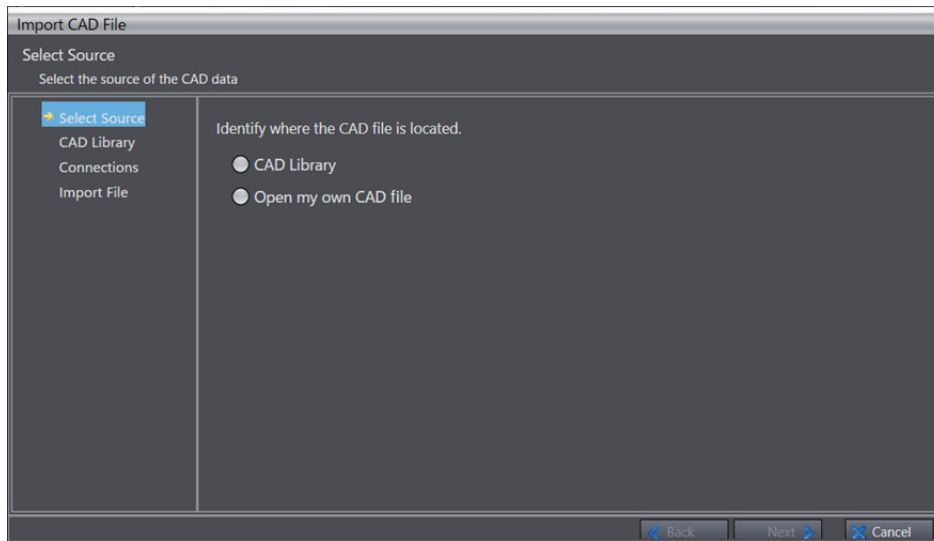 Import CAD File
Select Source
Select the source of the CAD data
Select Source
CAD Library
Connections
Import File
Identify where the CAD file is located.
CAD Library
Open my own CAD file
Back Next Cancel